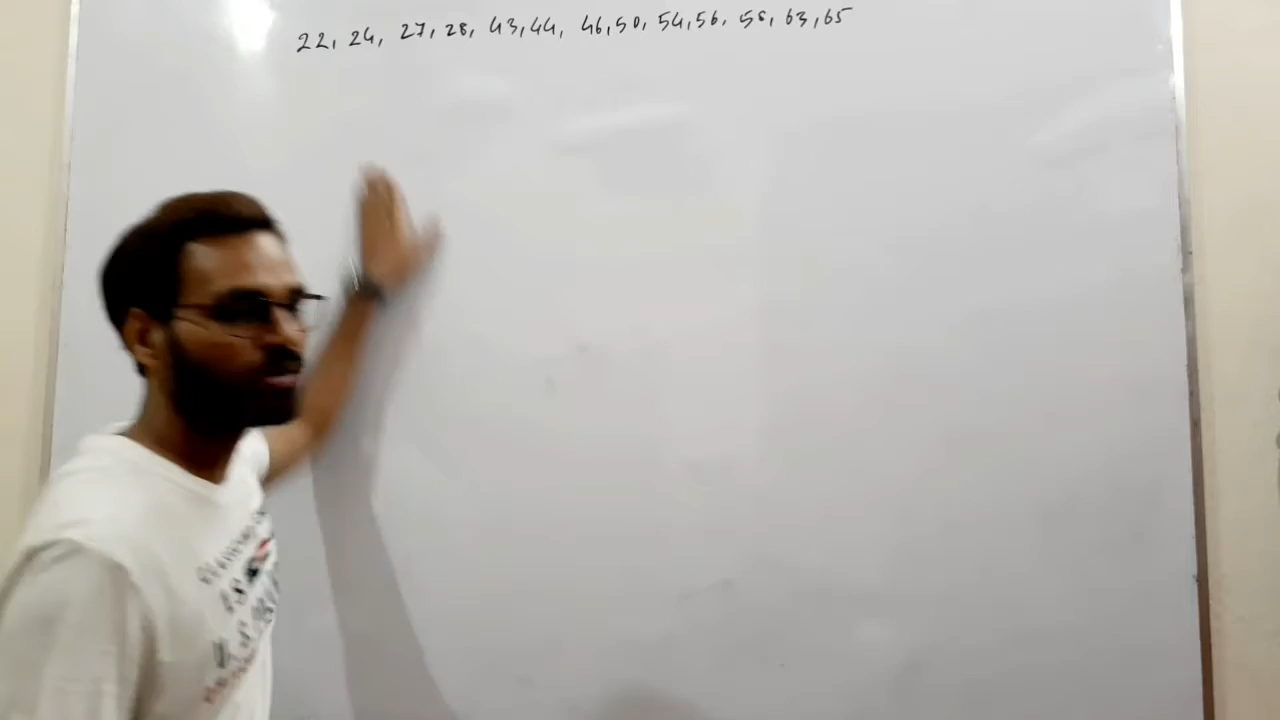 22, 24, 27, 28, 43, 44, 46, 50, 54, 56, 58, 63, 65